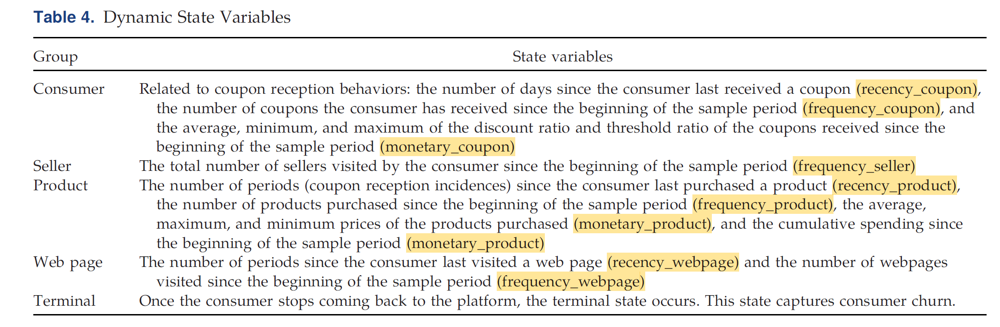 Table 4. Dynamic State Variables
Group State variables
Consumer Related to coupon reception behaviors: the number of days since the consumer last received a coupon (recency_coupon),
the number of coupons the consumer has received since the beginning of the sample period (frequency_coupon), and
the average, minimum, and maximum of the discount ratio and threshold ratio of the coupons received since the
beginning of the sample period (monetary_coupon)
Seller The total number of sellers visited by the consumer since the beginning of the sample period (frequency_seller)
Product The number of periods (coupon reception incidences) since the consumer last purchased a product (recency_product),
the number of products purchased since the beginning of the sample period (frequency_product), the average,
maximum, and minimum prices of the products purchased (monetary_product), and the cumulative spending since
the beginning of the sample period (monetary_product)
Web page The number of periods since the consumer last visited a web page (recency_webpage) and the number of webpages
visited since the beginning of the sample period (frequency_webpage)
Terminal Once the consumer stops coming back to the platform, the terminal state occurs. This state captures consumer churn.